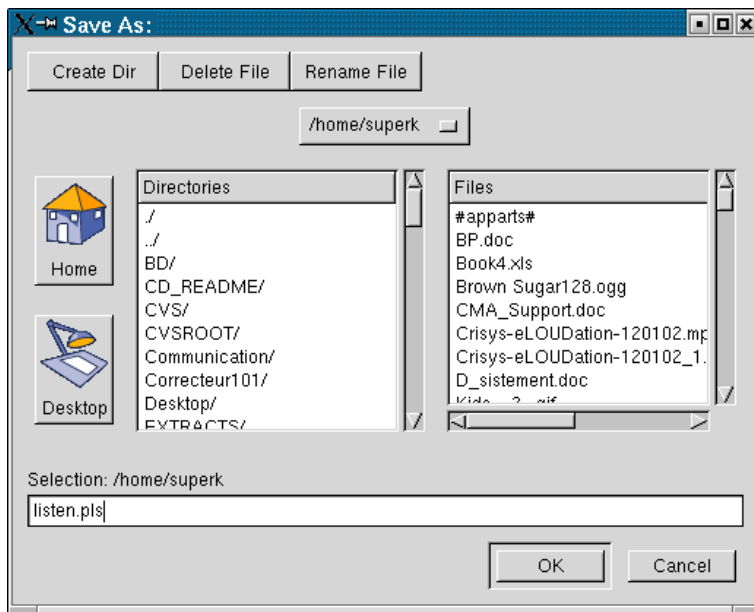 Save As:
Create Dir Delete File Rename File
/home/superk
Home
Desktop
Directories
./
../
BD/
CD_README/
CVS/
CVSROOT/
Communication/
Correcteur101/
Desktop/
EXTRACTS/
Files
#apparts#
BP.doc
Book4.xls
Brown Sugar128.ogg
CMA_Support.doc
Crisys-eLOUDation-120102.mp
Crisys-eLOUDation-120102_1.
D_sistement.doc
Selection: /home/superk
listen.pls
OK Cancel